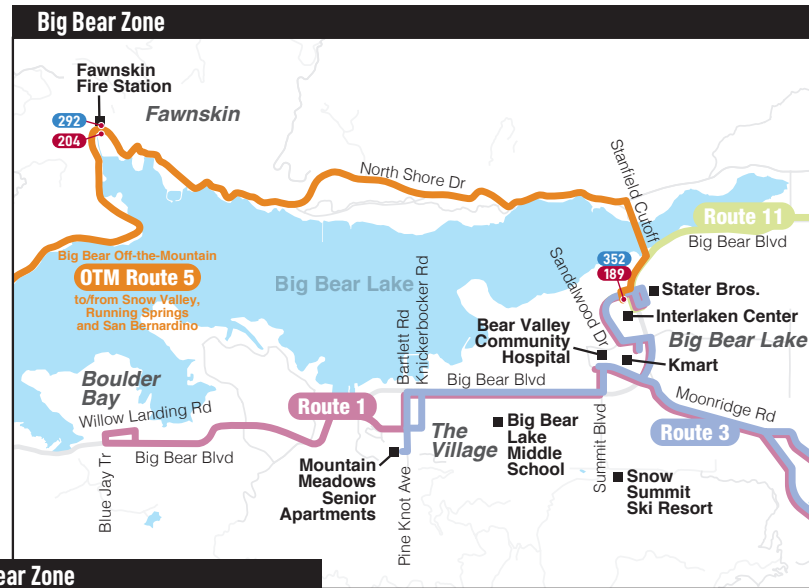 Big Bear Zone
Fawnskin
Fire Station
Fawnskin
292
204
North Shore Dr
Stanfield Cutoff
Route 11
Big Bear Blvd
Big Bear Off-the-Mountain
OTM Route 5
to/from Snow Valley,
Running Springs
and San Bernardino
Big Bear Lake
352
189
Sandalwood Dr
Stater Bros.
Interlaken Center
Big Bear Lake
Bear Valley
Community
Hospital
Kmart
Bartlett Rd
Knickerbocker Rd
Boulder
Bay
Willow Landing Rd
Route 1
Big Bear Blvd
Moonridge Rd
Route 3
Big Bear Blvd
Blue Jay Tr
The
Village
Big Bear
Lake
Middle
School
Summit Blvd
Mountain
Meadows
Senior
Apartments
Pine Knot Ave
Snow
Summit
Ski Resort
ear Zone